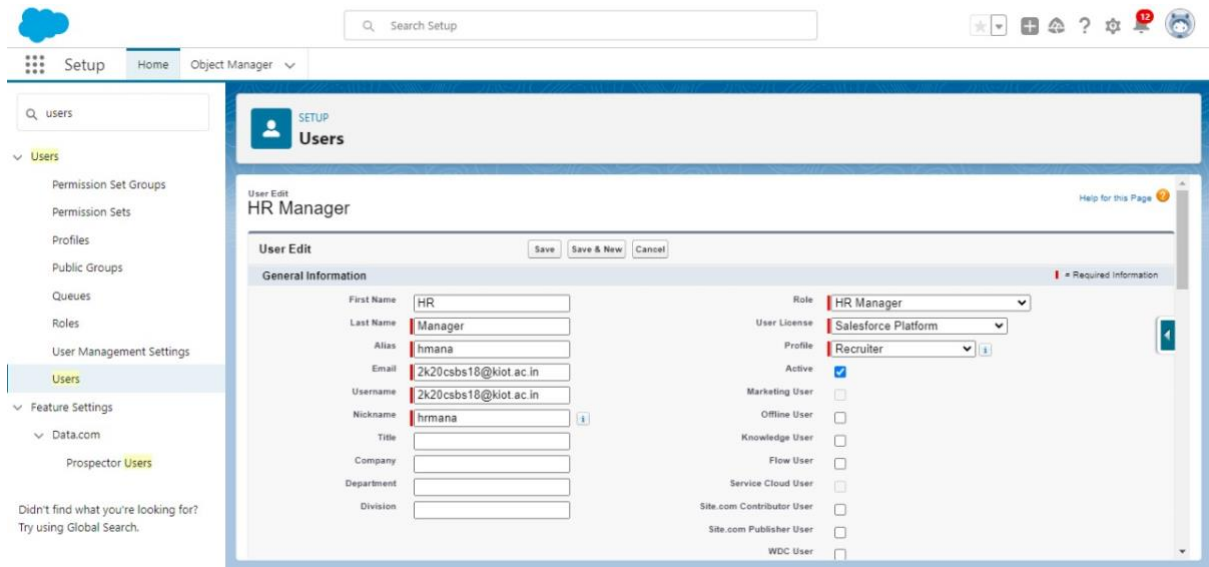 Search Setup
12
Setup Home Object Manager
users
Users
Permission Set Groups
Permission Sets
Profiles
Public Groups
Queues
Roles
User Management Settings
Users
Feature Settings
Data.com
Prospector Users
Didn't find what you're looking for?
Try using Global Search.
SETUP
Users
User Edit
HR Manager
Help for this Page ?
User Edit Save Save & New Cancel
General Information = Required Information
First Name HR
Last Name Manager
Alias hmana
Email 2k20csbs18@kiot.ac.in
Username 2k20csbs18@kiot.ac.in
Nickname hrmana i
Title
Company
Department
Division
Role HR Manager
User License Salesforce Platform
Profile Recruiter i
Active
Marketing User
Offline User
Knowledge User
Flow User
Service Cloud User
Site.com Contributor User
Site.com Publisher User
WDC User